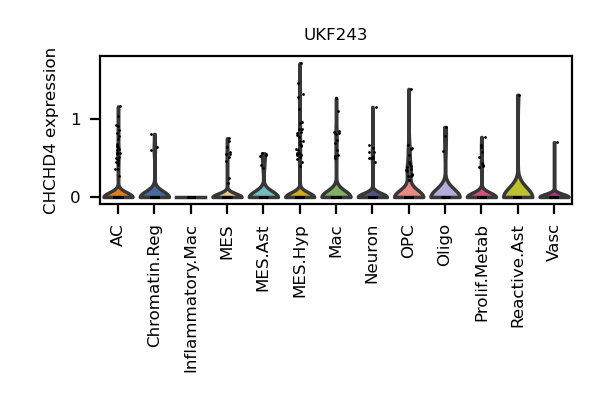 UKF243
CHCHD4 expression
1
0
AC
Chromatin.Reg
Inflammatory.Mac
MES
MES.Ast
MES.Hyp
Mac
Neuron
OPC
Oligo
Prolif.Metab
Reactive.Ast
Vasc